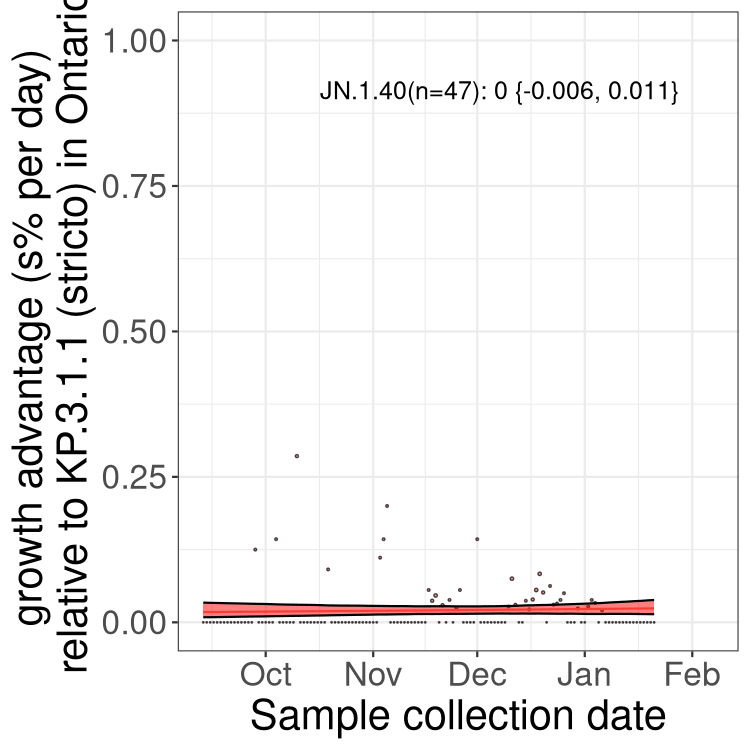 growth advantage (s% per day)
relative to KP.3.1.1 (stricto) in Ontario
1.00
0.75
0.50
0.25
0.00
JN.1.40(n=47): 0 {-0.006, 0.011}
Oct Nov Dec Jan Feb
Sample collection date